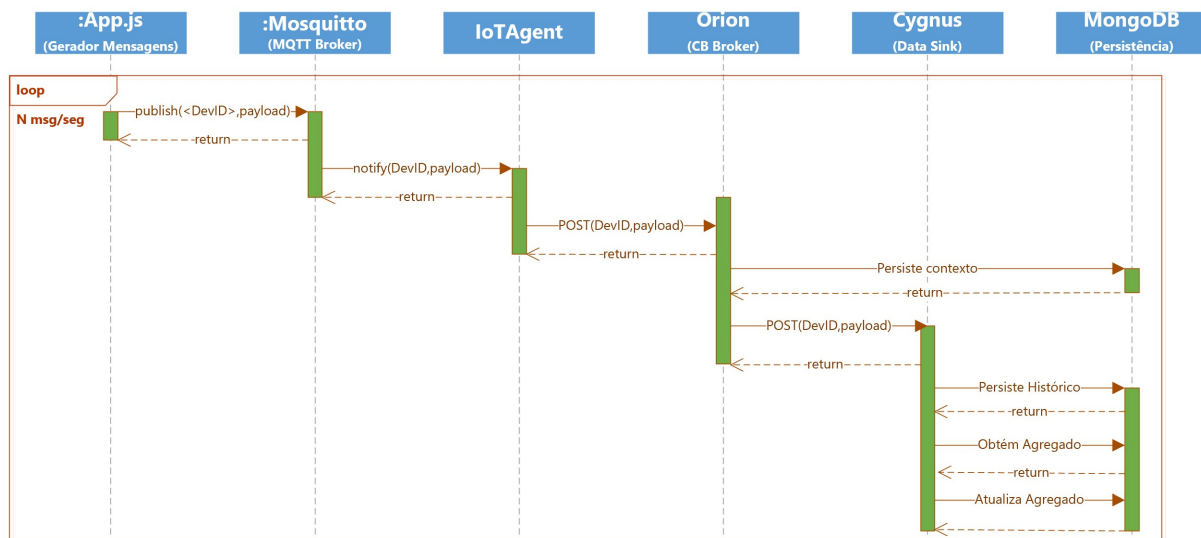 :App.js
(Gerador Mensagens)
:Mosquitto
(MQTT Broker)
IoTAgent
Orion
(CB Broker)
Cygnus
(Data Sink)
MongoDB
(Persistência)
loop
N msg/seg
publish(<DevID>,payload)
return
notify(DevID,payload)
return
POST(DevID,payload)
return
Persiste contexto
return
POST(DevID,payload)
return
Persiste Histórico
return
Obtém Agregado
return
Atualiza Agregado